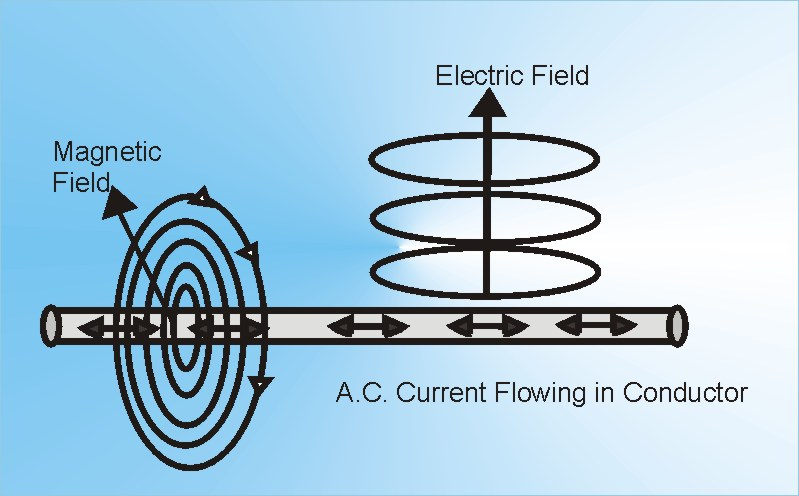 Electric Field
Magnetic
Field
A.C. Current Flowing in Conductor